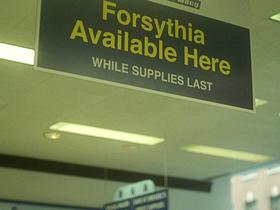 Forsythia
Available Here
WHILE SUPPLIES LAST